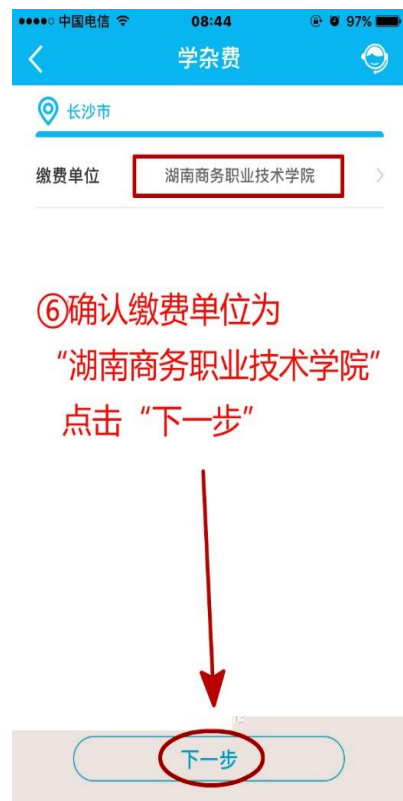 中国电信 08:44 97%
学杂费
长沙市
缴费单位 湖南商务职业技术学院
⑥确认缴费单位为
“湖南商务职业技术学院”
点击“下一步”
下一步